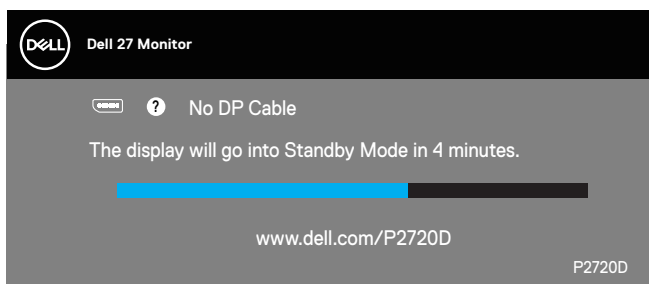 DELL
Dell 27 Monitor
? No DP Cable
The display will go into Standby Mode in 4 minutes.
www.dell.com/P2720D
P2720D